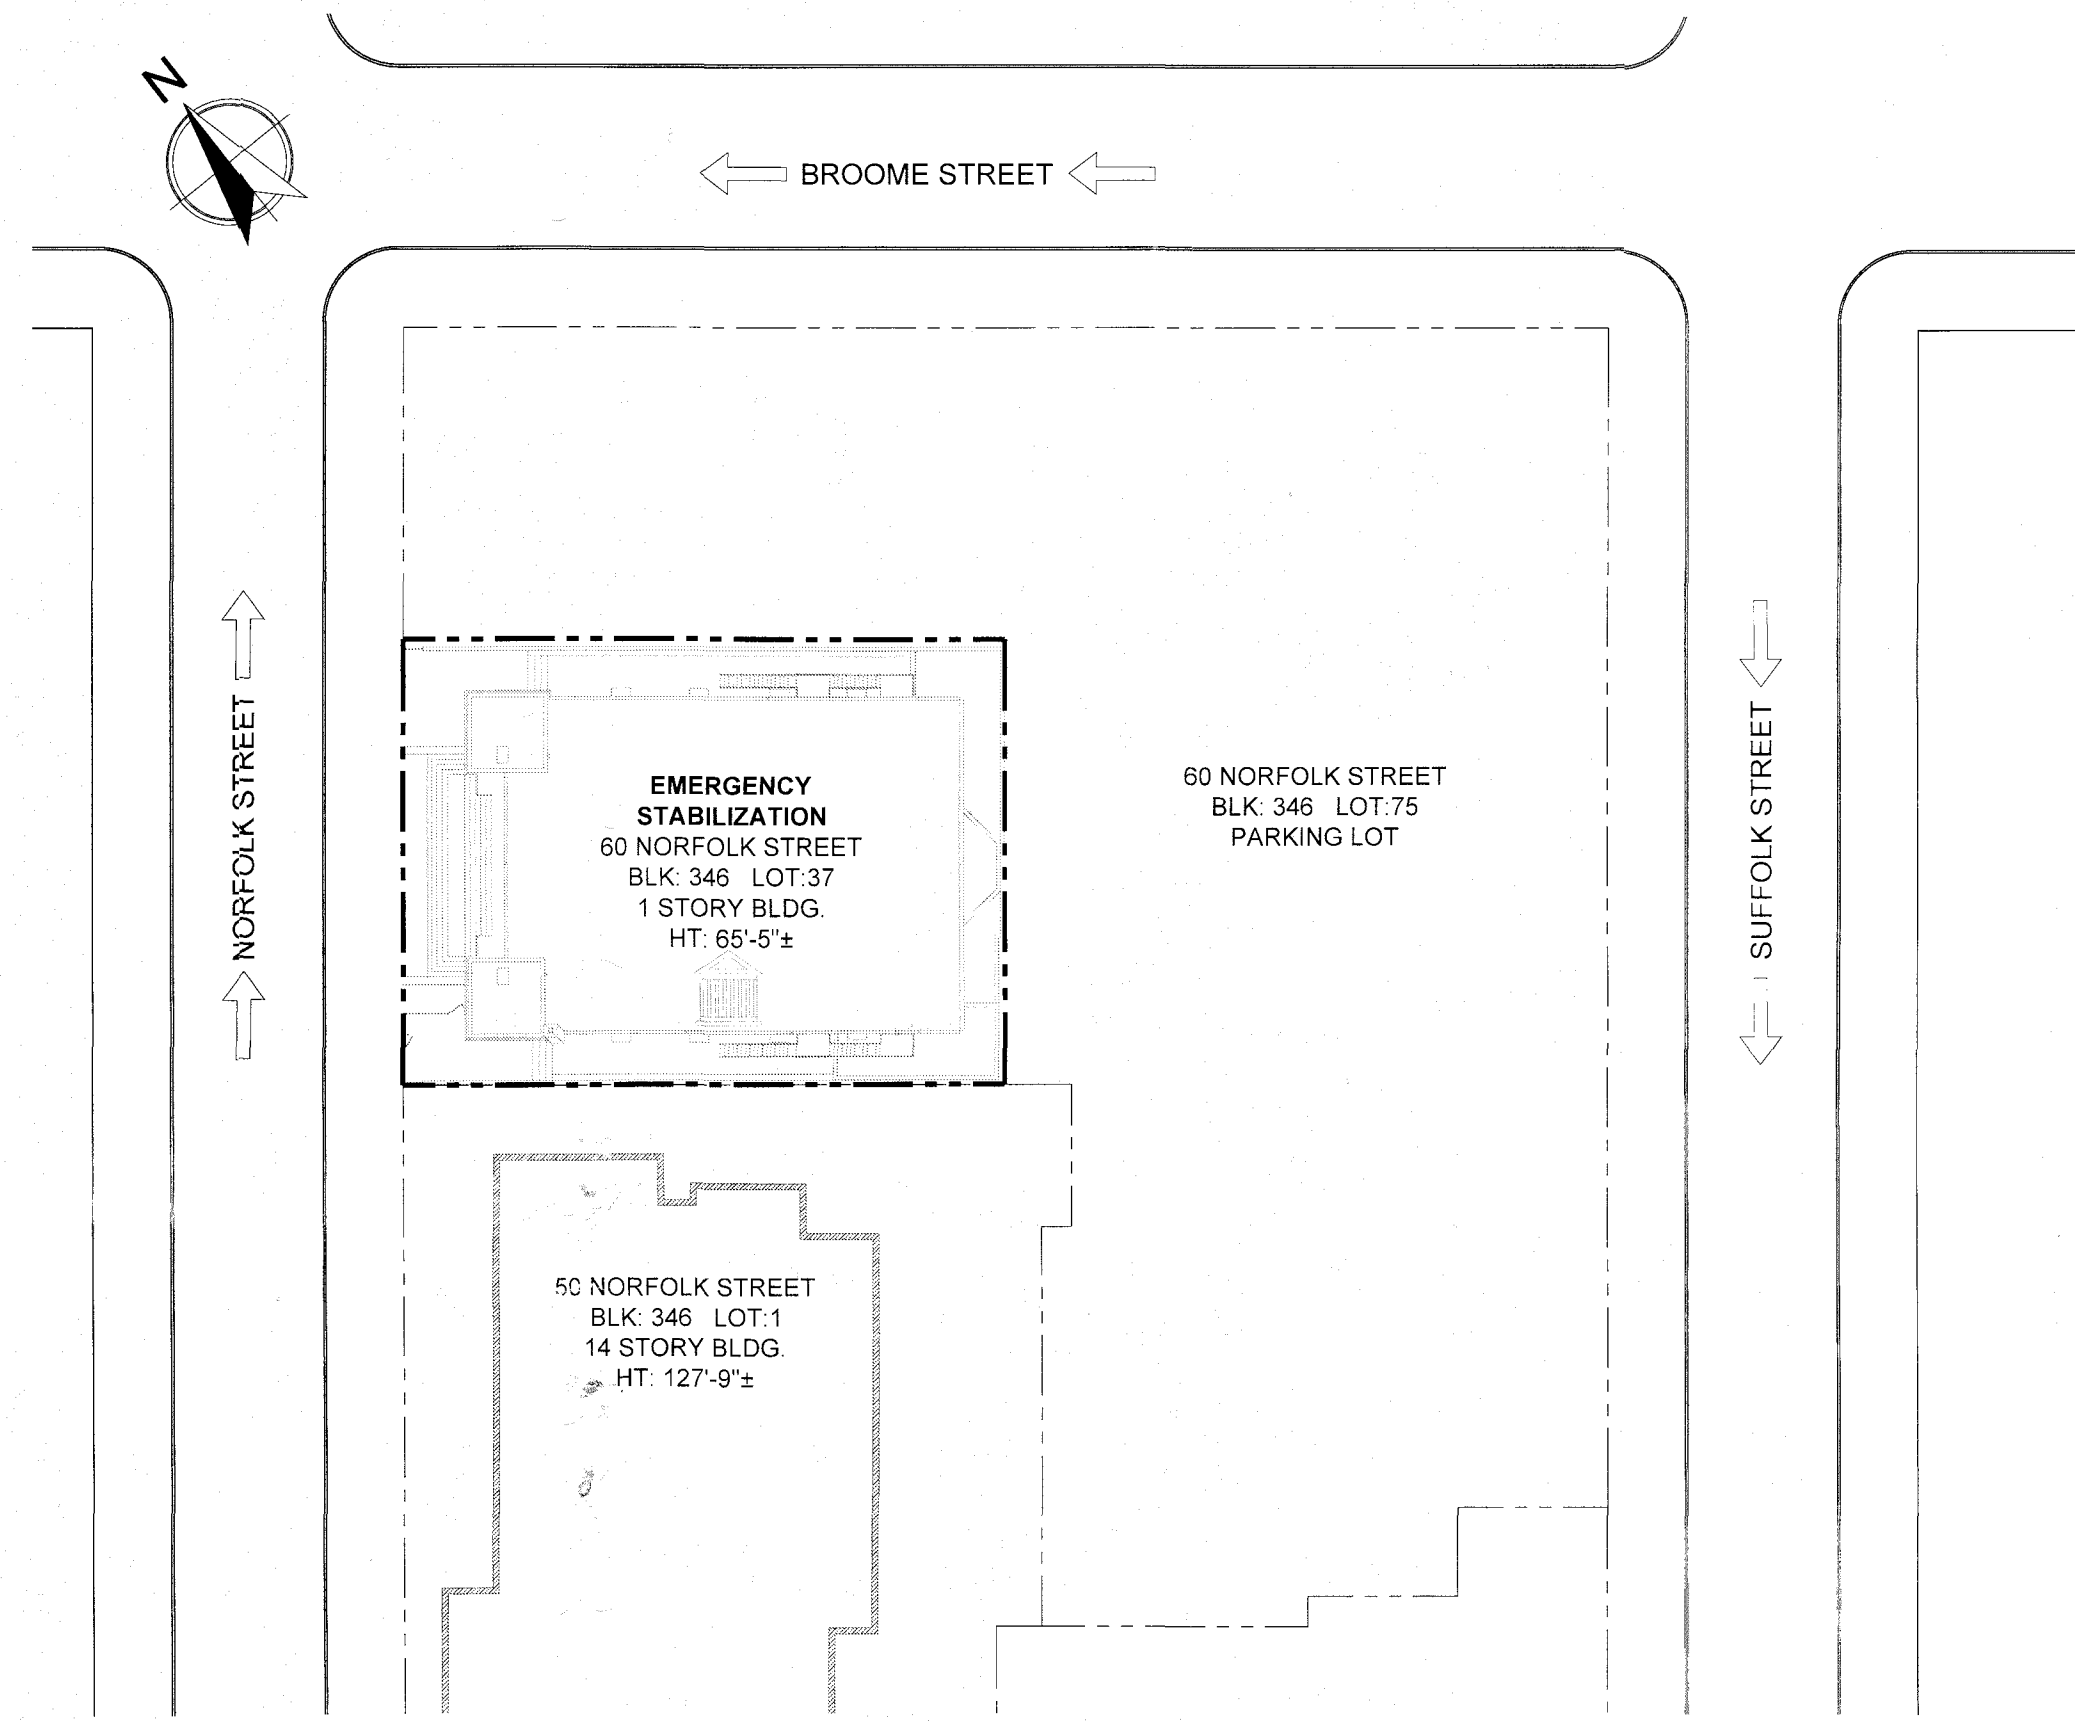 N
BROOME STREET
NORFOLK STREET
SUFFOLK STREET
EMERGENCY
STABILIZATION
60 NORFOLK STREET
BLK: 346 LOT:37
1 STORY BLDG.
HT: 65'-5"±
60 NORFOLK STREET
BLK: 346 LOT:75
PARKING LOT
50 NORFOLK STREET
BLK: 346 LOT:1
14 STORY BLDG.
HT: 127'-9"±